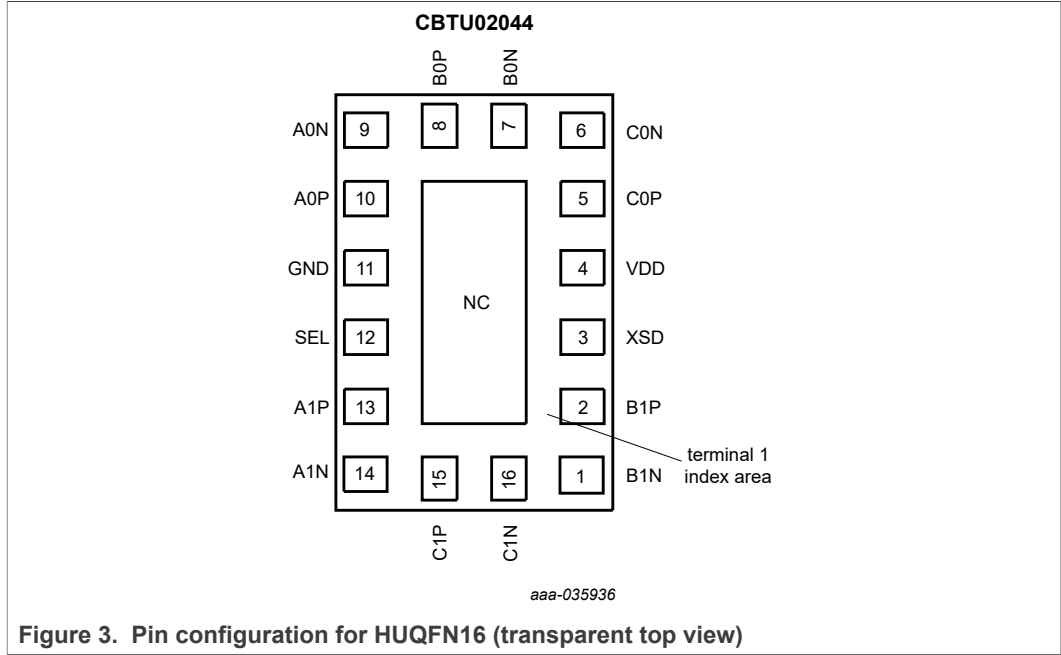 CBTU02044
B0P B0N
A0N 9 8 7 6 C0N
A0P 10 5 C0P
GND 11 4 VDD
NC
SEL 12 3 XSD
A1P 13 2 B1P
terminal 1
index area
A1N 14 15 16 1 B1N
C1P C1N
aaa-035936
Figure 3. Pin configuration for HUQFN16 (transparent top view)